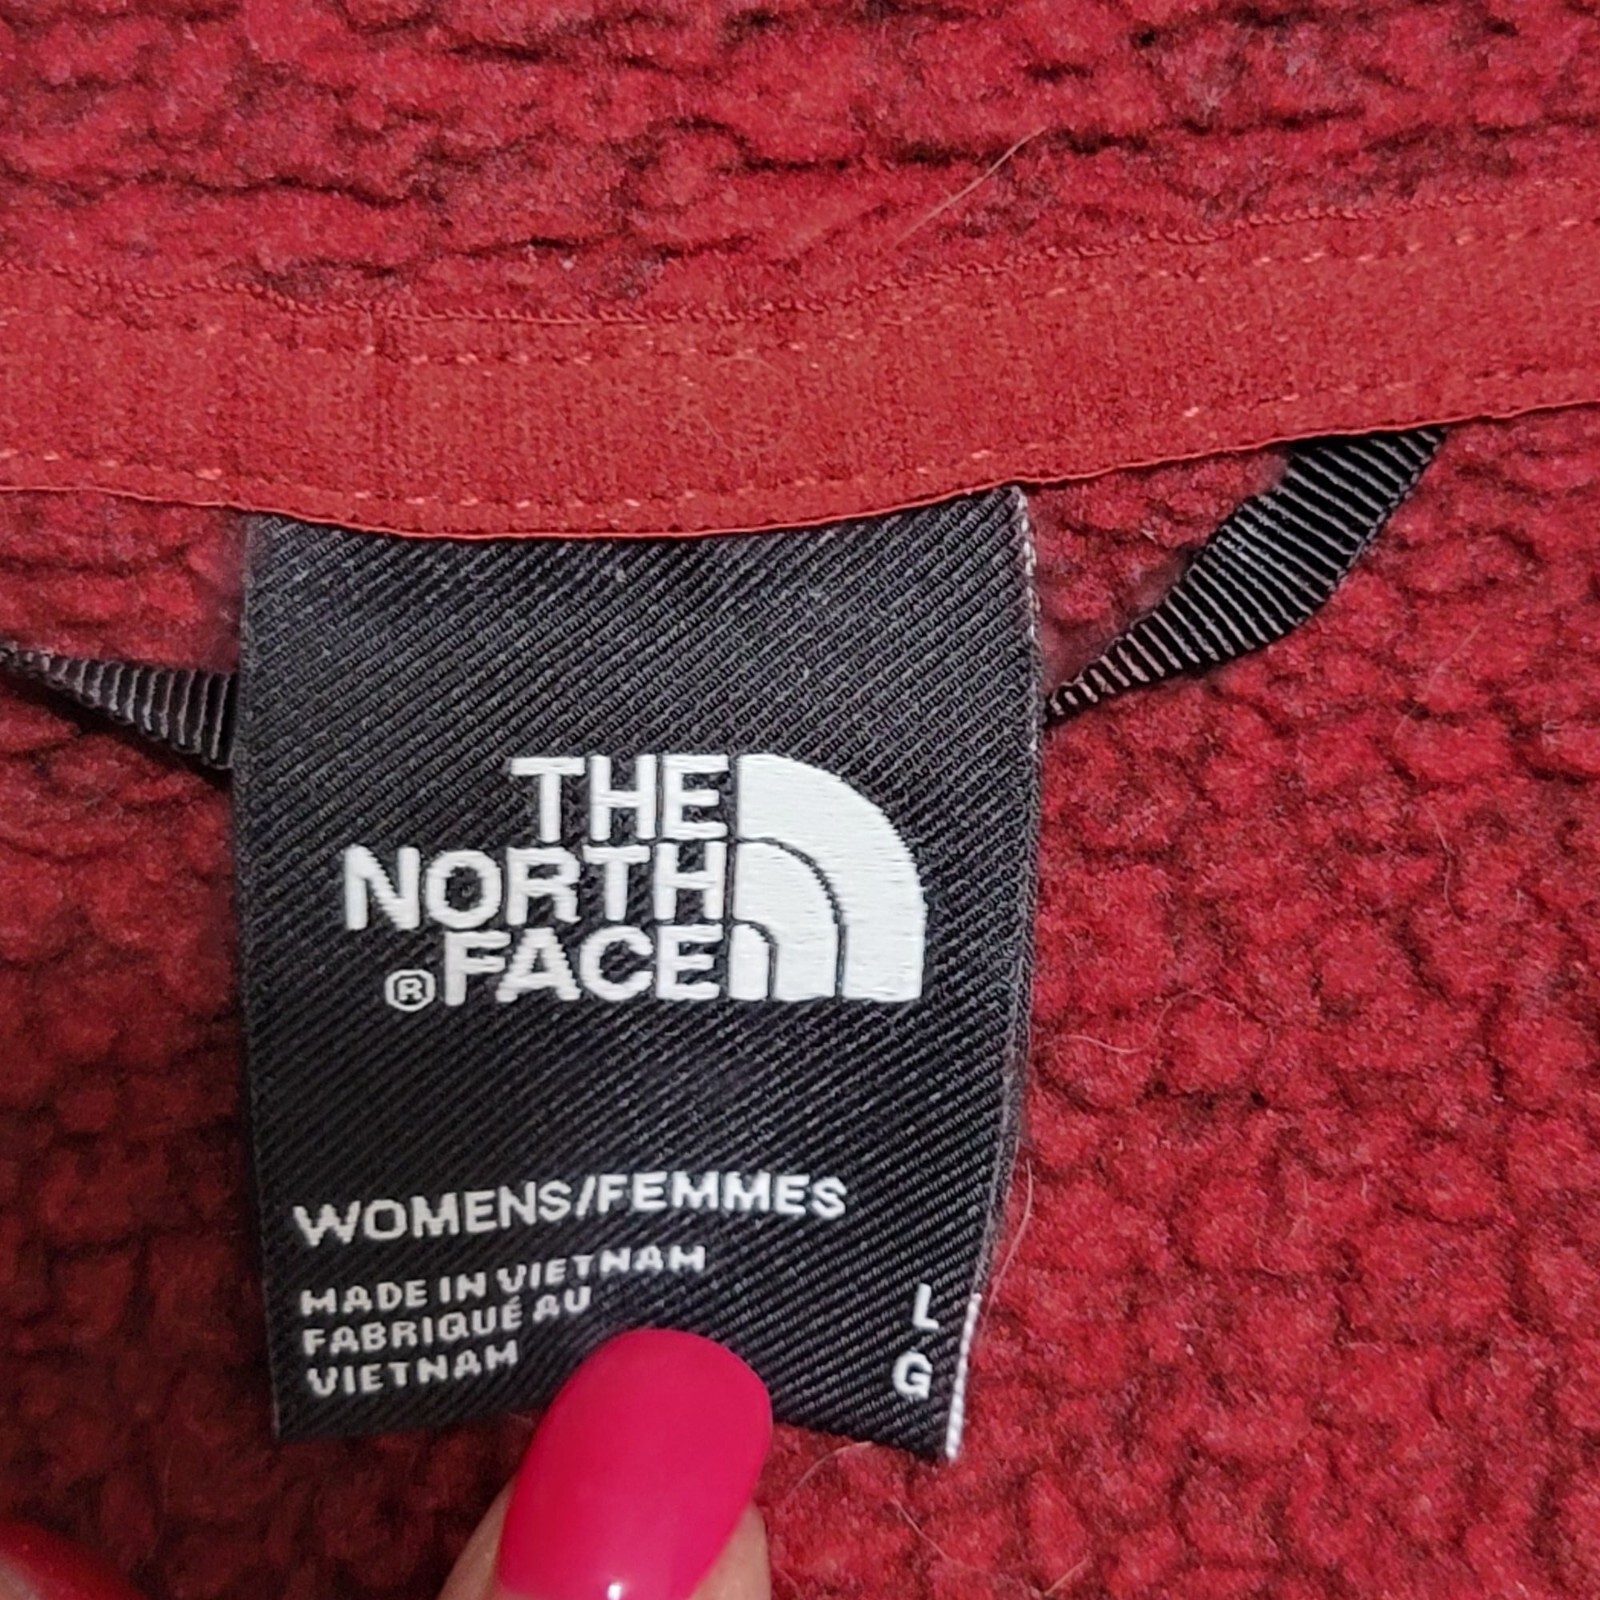 THE
NORTH
®FACE
WOMENS/FEMMES
MADE IN VIETNAM
FABRIQUÉ AU
VIETNAM
L
G